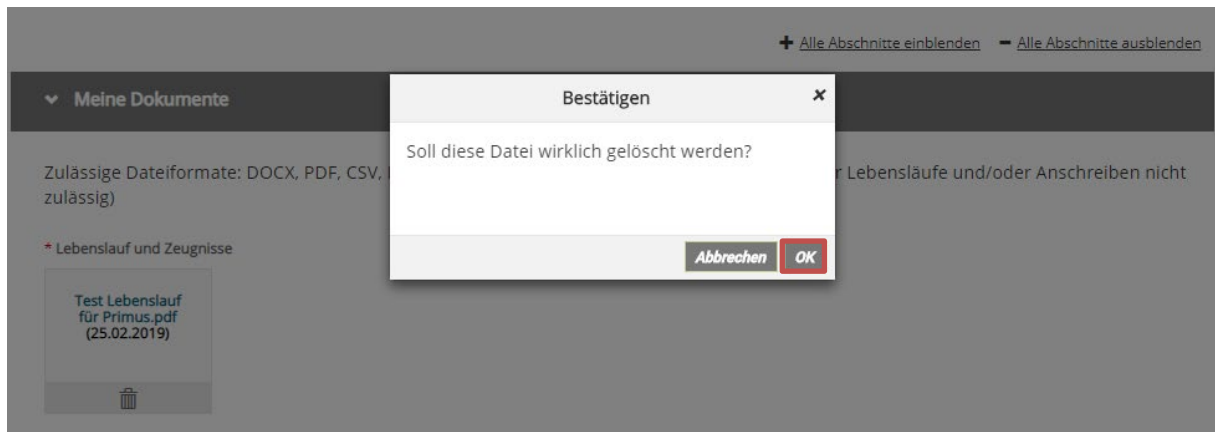 + Alle Abschnitte einblenden - Alle Abschnitte ausblenden
Meine Dokumente
Bestätigen x
Soll diese Datei wirklich gelöscht werden?
Abbrechen OK
Zulässige Dateiformate: DOCX, PDF, CSV, Lebensläufe und/oder Anschreiben nicht
zulässig)
* Lebenslauf und Zeugnisse
Test Lebenslauf
für Primus.pdf
(25.02.2019)